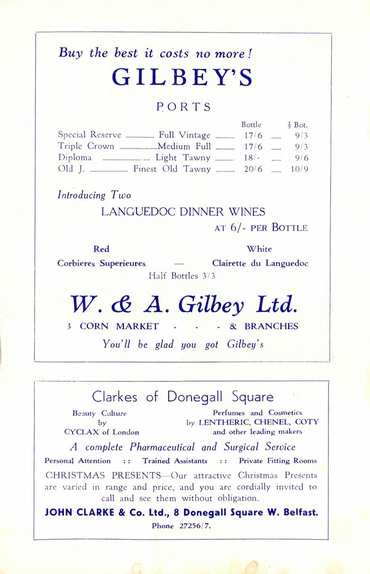 Buy the best it costs no more!
GILBEY'S
PORTS
Bottle ½ Bot.
Special Reserve Full Vintage 17/6 9/3
Triple Crown Medium Full 17/6 9/3
Diploma Light Tawny 18/- 9/6
Old J. Finest Old Tawny 20/6 10/9
Introducing Two
LANGUEDOC DINNER WINES
AT 6/- PER BOTTLE
Red White
Corbieres Superieures — Clairette du Languedoc
Half Bottles 3/3
W. & A. Gilbey Ltd.
3 CORN MARKET - - - & BRANCHES
You'll be glad you got Gilbey's
Clarkes of Donegall Square
Beauty Culture
by
CYCLAX of London
Perfumes and Cosmetics
by LENTHERIC, CHENEL, COTY
and other leading makers
A complete Pharmaceutical and Surgical Service
Personal Attention :: Trained Assistants :: Private Fitting Rooms
CHRISTMAS PRESENTS—Our attractive Christmas Presents
are varied in range and price, and you are cordially invited to
call and see them without obligation.
JOHN CLARKE & Co. Ltd., 8 Donegall Square W. Belfast.
Phone 27256/7.